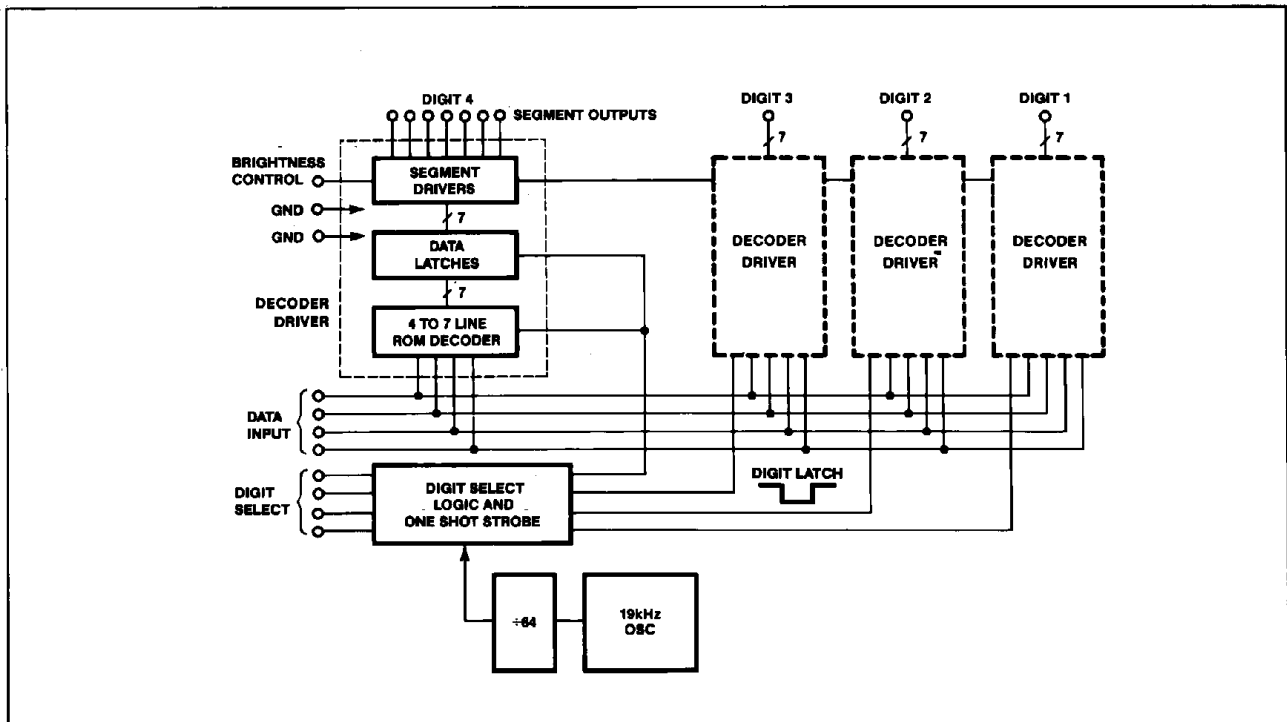 DIGIT 4
SEGMENT OUTPUTS
DIGIT 3
DIGIT 2
DIGIT 1
7
7
7
BRIGHTNESS
CONTROL
SEGMENT
DRIVERS
GND
GND
7
DATA
LATCHES
7
DECODER
DRIVER
4 TO 7 LINE
ROM DECODER
DECODER
DRIVER
DECODER
DRIVER
DECODER
DRIVER
DATA
INPUT
DIGIT
SELECT
DIGIT SELECT
LOGIC AND
ONE SHOT STROBE
DIGIT LATCH
÷64
19kHz
OSC